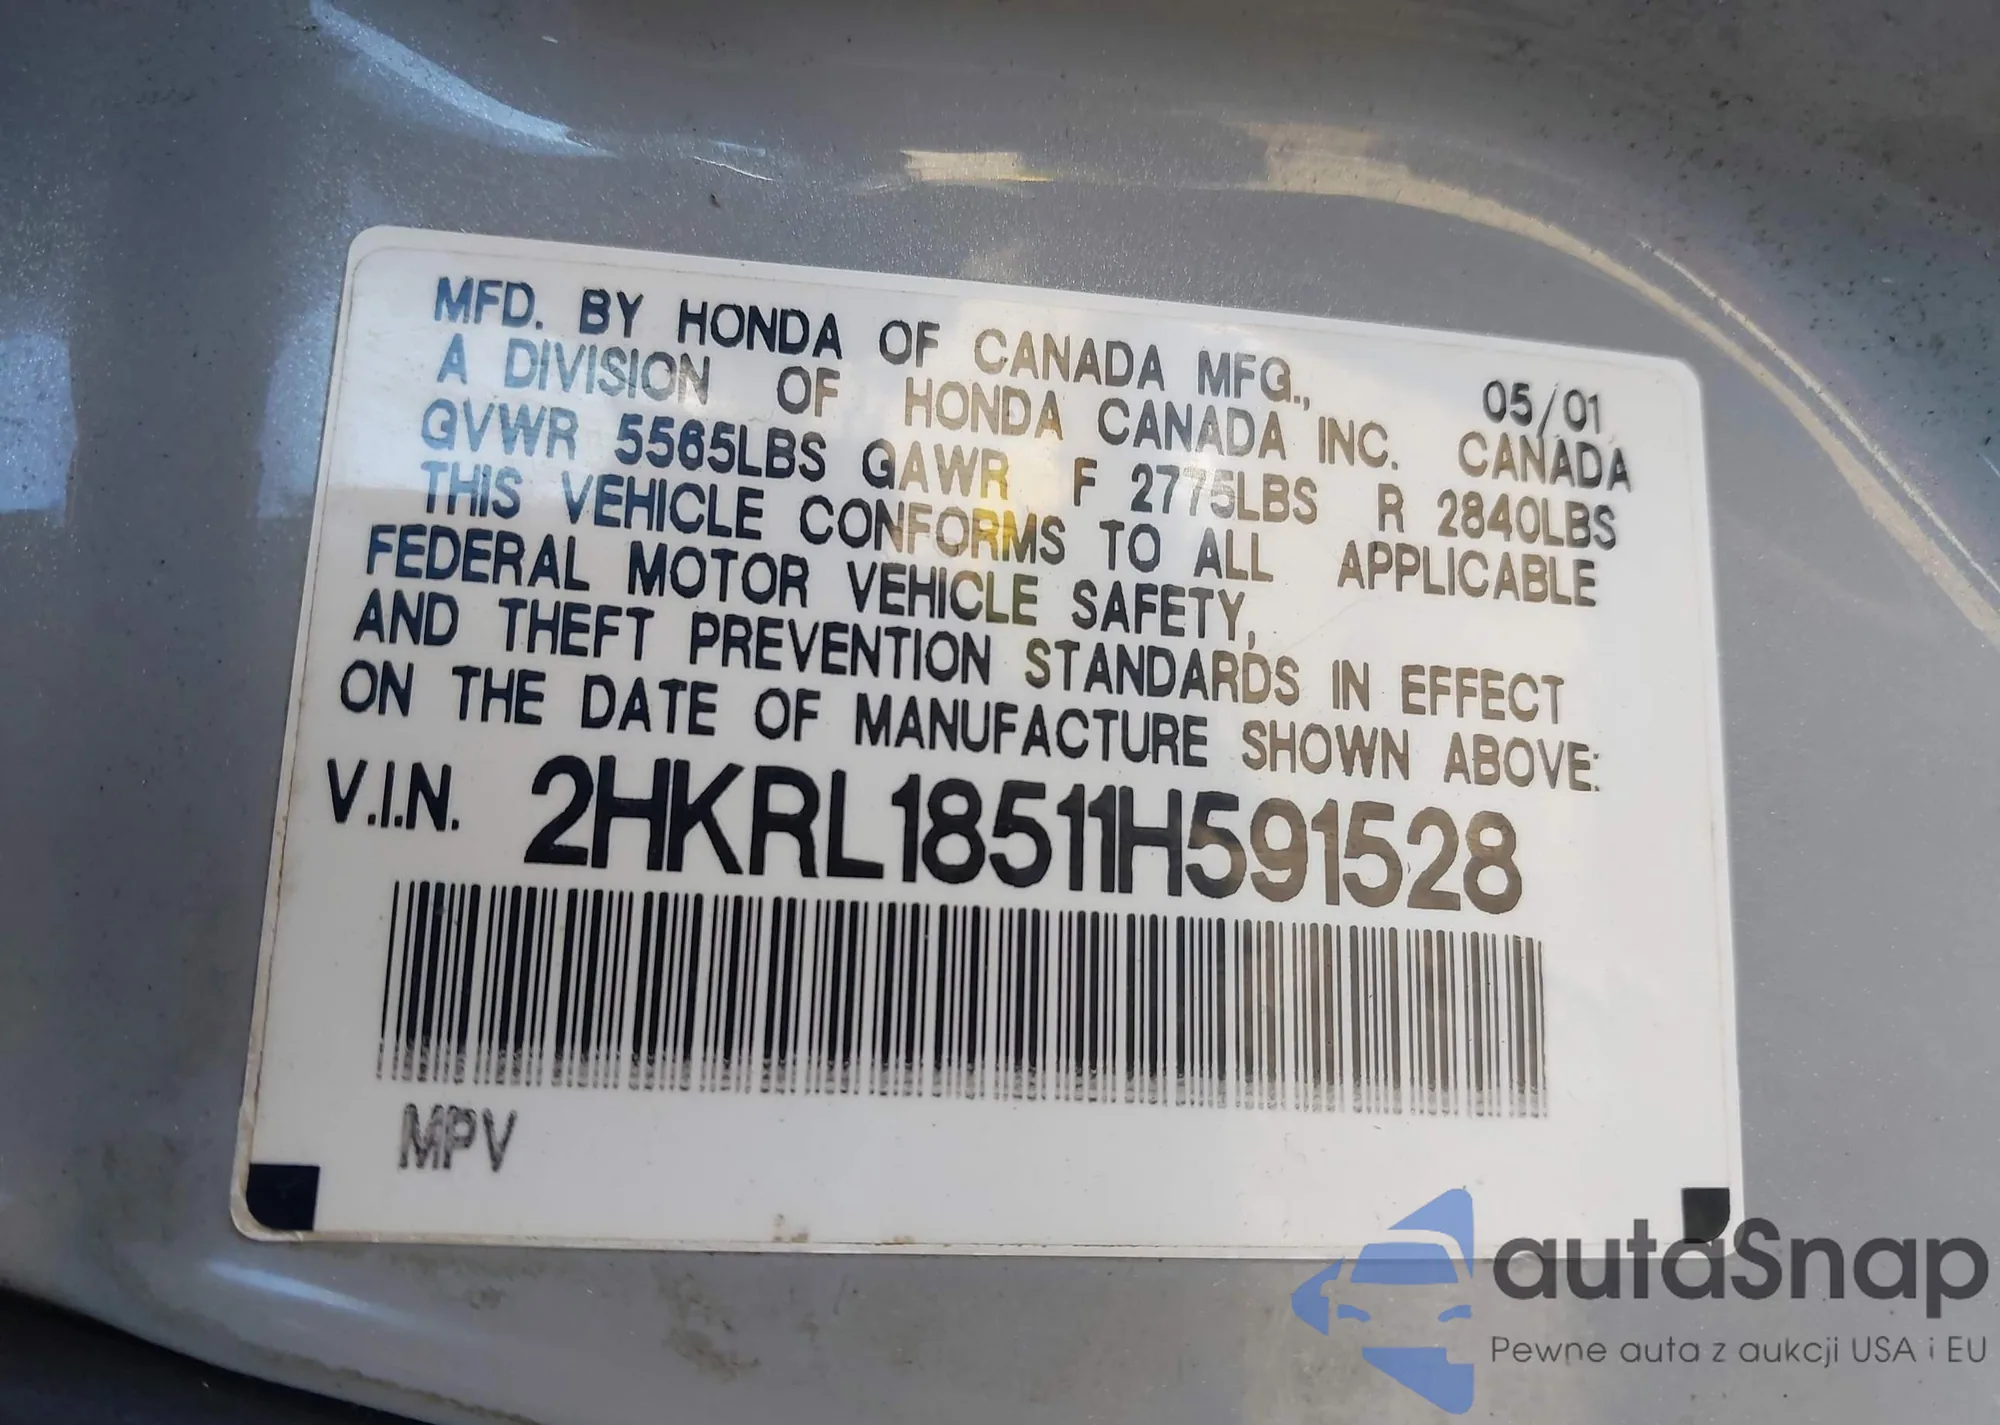 MFD. BY HONDA OF CANADA MFG., 05/01
A DIVISION OF HONDA CANADA INC. CANADA
GVWR 5565LBS GAWR F 2775LBS R 2840LBS
THIS VEHICLE CONFORMS TO ALL APPLICABLE
FEDERAL MOTOR VEHICLE SAFETY,
AND THEFT PREVENTION STANDARDS IN EFFECT
ON THE DATE OF MANUFACTURE SHOWN ABOVE:
V.I.N. 2HKRL18511H591528
MPV
autoSnap
Pewne auta z aukcji USA i EU